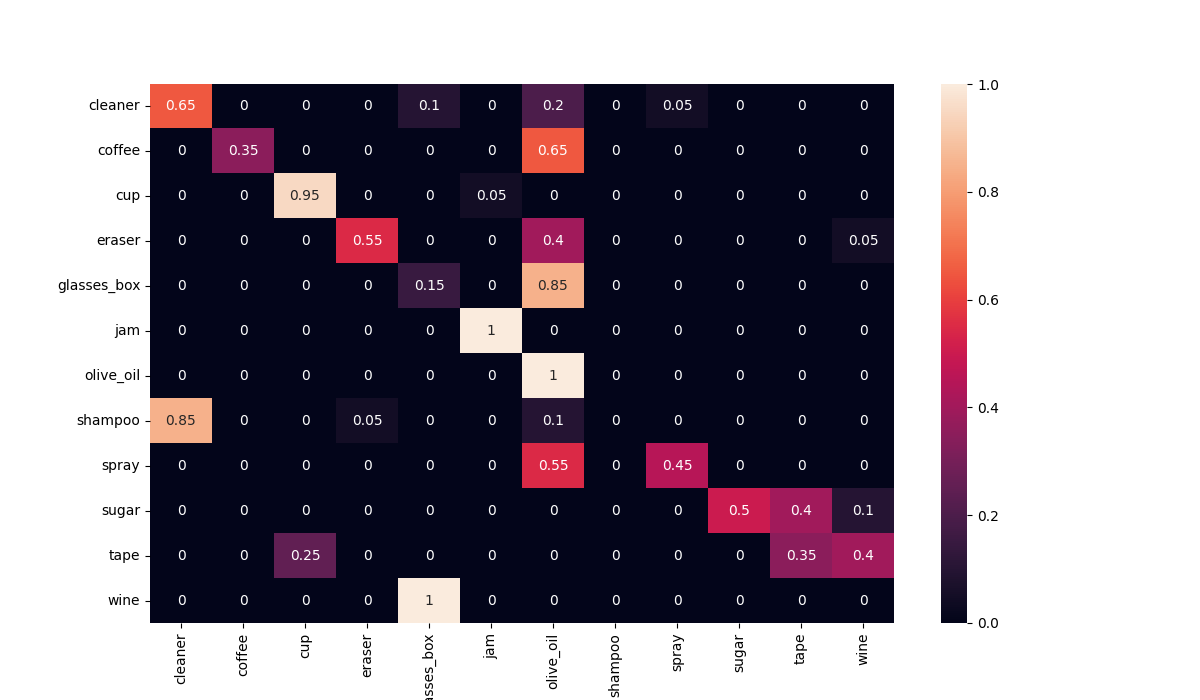 cleaner 0.65 0 0 0 0.1 0 0.2 0 0.05 0 0 0
coffee 0 0.35 0 0 0 0 0.65 0 0 0 0 0
cup 0 0 0.95 0 0 0.05 0 0 0 0 0 0
eraser 0 0 0 0.55 0 0 0.4 0 0 0 0 0.05
glasses_box 0 0 0 0 0.15 0 0.85 0 0 0 0 0
jam 0 0 0 0 0 1 0 0 0 0 0 0
olive_oil 0 0 0 0 0 0 1 0 0 0 0 0
shampoo 0.85 0 0 0.05 0 0 0.1 0 0 0 0 0
spray 0 0 0 0 0 0 0.55 0 0.45 0 0 0
sugar 0 0 0 0 0 0 0 0 0 0.5 0.4 0.1
tape 0 0 0.25 0 0 0 0 0 0 0 0.35 0.4
wine 0 0 0 0 1 0 0 0 0 0 0 0
cleaner coffee cup eraser asses_box jam olive_oil shampoo spray sugar tape wine
1.0
0.8
0.6
0.4
0.2
0.0